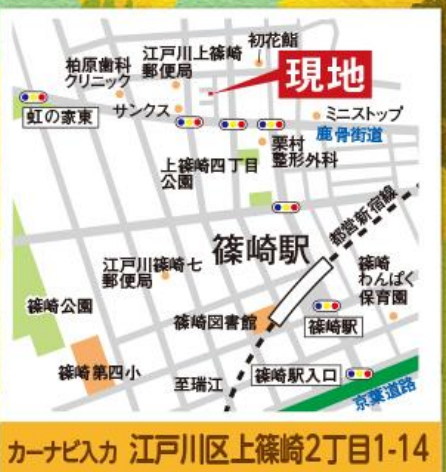 初花鮨
江戸川上篠崎
郵便局
柏原歯科
クリニック
現地
サンクス
ミニストップ
虹の家東
鹿骨街道
栗村
整形外科
上篠崎四丁目
公園
都営新宿線
篠崎駅
江戸川篠崎七
郵便局
篠崎
わんぱく
保育園
篠崎公園
篠崎図書館
篠崎駅
篠崎第四小
至瑞江
篠崎駅入口
京葉道路
カーナビ入力 江戸川区上篠崎2丁目1-14